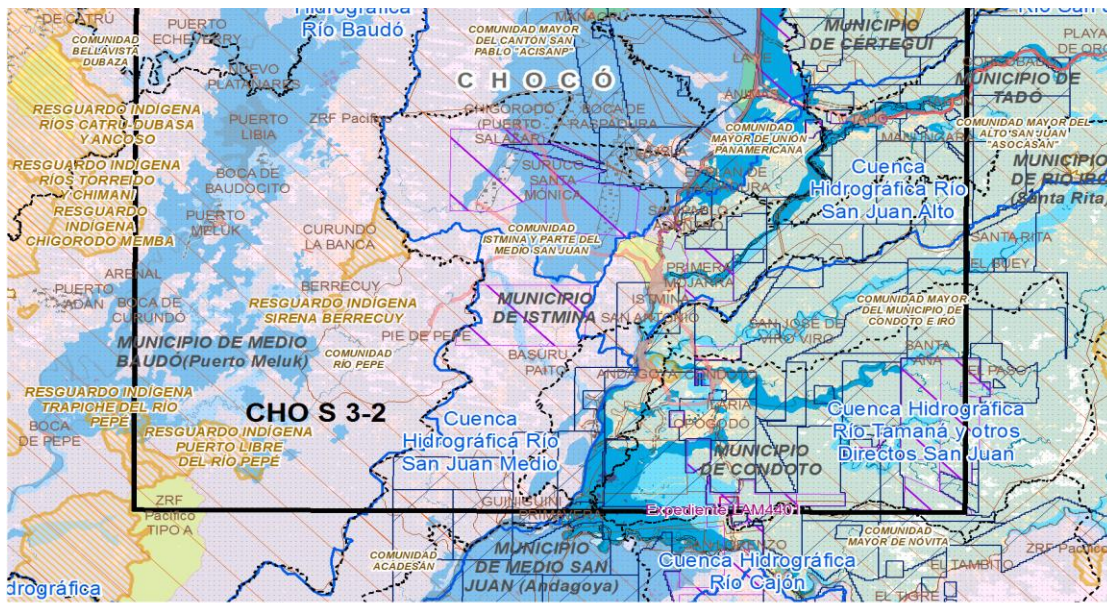 DE CATRÚ
PUERTO
ECHEVERRY
Hidrográfica
Río Baudó
COMUNIDAD
BELLAVISTA
DUBAZA
NUEVO
PLATANARES
COMUNIDAD MAYOR
DEL CANTÓN SAN
PABLO "ACISANP"
MUNICIPIO
DE CÉRTEGUI
CHOCÓ
MUNICIPIO DE
TADÓ
RESGUARDO INDÍGENA
RÍOS CATRÚ-DUBASA
Y ANCOSO
PUERTO
LIBIA
ZRF Pacífico
CHIGORODÓ
(PUERTO
SALAZAR)
BOCA DE
RASPADURA
ANIMAS
COMUNIDAD
MAYOR DE UNIÓN
PANAMERICANA
COMUNIDAD MAYOR DEL
ALTO SAN JUAN
"ASOCASAN"
RESGUARDO INDÍGENA
RÍOS TORREIDO
Y CHIMANI
BOCA DE
BAUDOCITO
SURUCO
SANTA
MÓNICA
Cuenca
Hidrográfica Río
San Juan Alto
MUNICIPIO
DE RÍO IRÓ
(Santa Rita)
RESGUARDO
INDÍGENA
CHIGORODO MEMBA
PUERTO
MELUK
CURUNDÓ
LA BANCA
COMUNIDAD
ISTMINA Y PARTE DEL
MEDIO SAN JUAN
SANTA RITA
EL BUEY
ARENAL
PUERTO
ADÁN
BOCA DE
CURUNDÓ
BERRECUY
RESGUARDO INDÍGENA
SIRENA BERRECUY
PRIMERA
MOJARRA
MUNICIPIO
DE ISTMINA
ISTMINA
SAN ANTONIO
COMUNIDAD MAYOR
DEL MUNICIPIO DE
CONDOTO E IRÓ
SAN JOSÉ DE
VIRO VIRO
MUNICIPIO DE MEDIO
BAUDÓ(Puerto Meluk)
COMUNIDAD
RÍO PEPÉ
PIE DE PEPÉ
BASURÚ
PAITO
SANTA
ANA
EL PASO
ANDAGOYA
CONDOTO
RESGUARDO INDÍGENA
TRAPICHE DEL RÍO
PEPÉ
CHO S 3-2
BOCA
DE PEPÉ
RESGUARDO INDÍGENA
PUERTO LIBRE
DEL RÍO PEPÉ
Cuenca
Hidrográfica Río
San Juan Medio
OPOGODÓ
MUNICIPIO
DE CONDOTO
Cuenca Hidrográfica
Río Tamaná y otros
Directos San Juan
ZRF
Pacífico
TIPO A
Expediente LAM4401
COMUNIDAD
ACADESÁN
MUNICIPIO
DE MEDIO SAN
JUAN (Andagoya)
COMUNIDAD
MAYOR DE NÓVITA
Cuenca Hidrográfica
Río Cajón
ZRF Pacífico
EL TAMBITO
EL TIGRE
drográfica